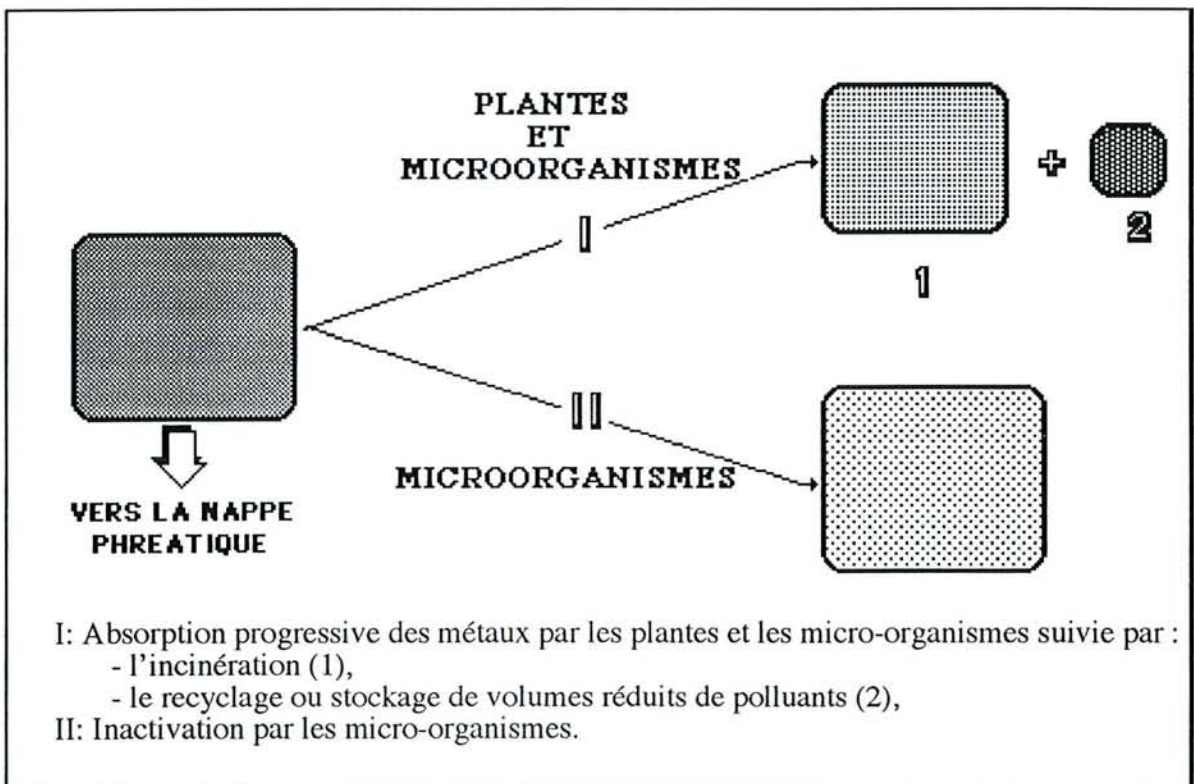 PLANTES
ET
MICROORGANISMES
I
+
2
1
II
MICROORGANISMES
VERS LA NAPPE
PHREATIQUE
I: Absorption progressive des métaux par les plantes et les micro-organismes suivie par :
- l'incinération (1),
- le recyclage ou stockage de volumes réduits de polluants (2),
II: Inactivation par les micro-organismes.